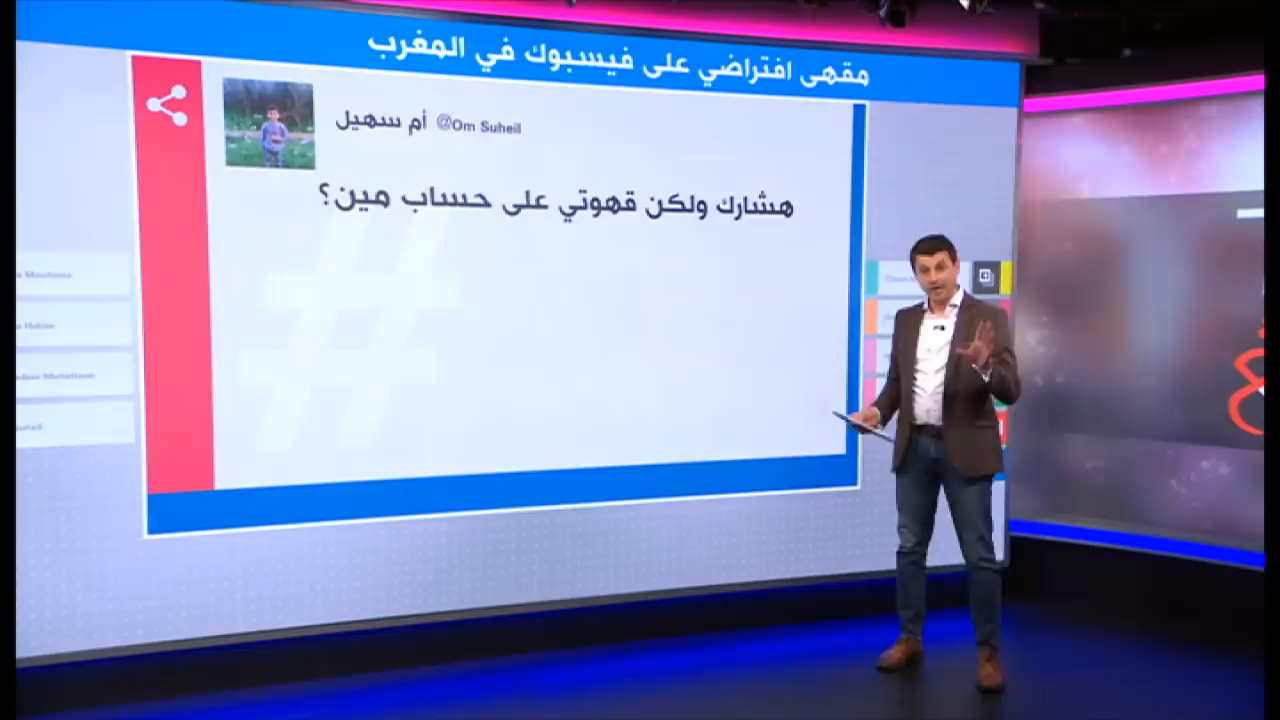 مقهى افتراضي على فيسبوك في المغرب
أم سهيل @Om Suheil
هشارك ولكن قهوتي على حساب مين؟